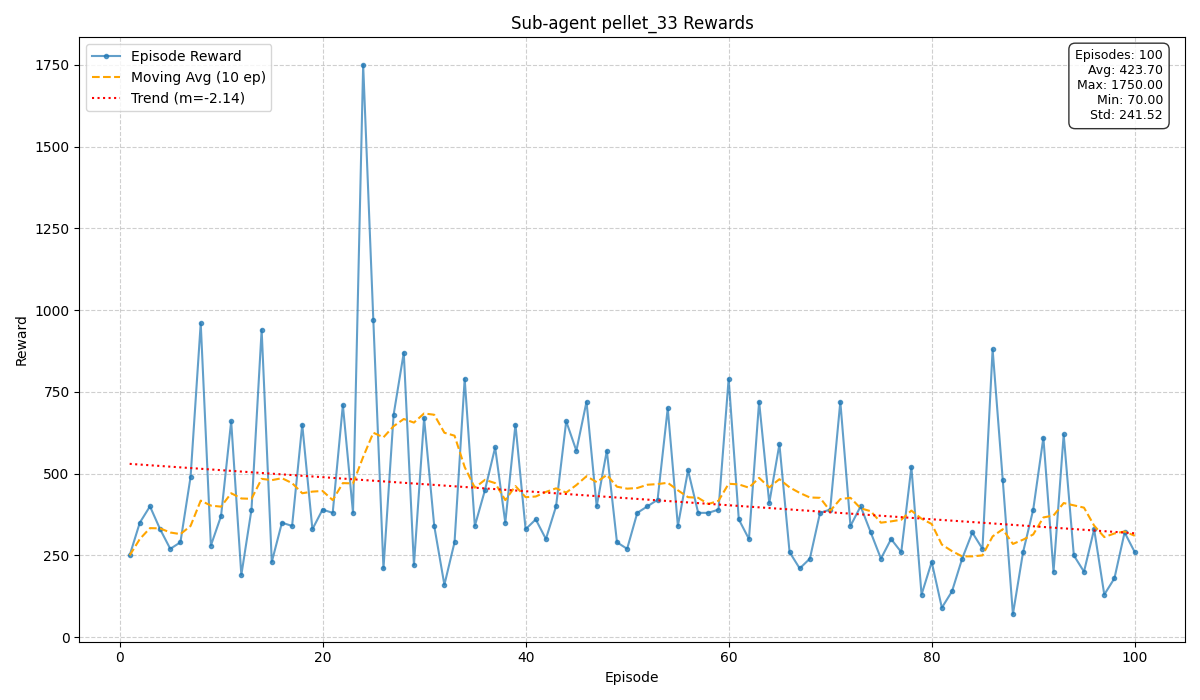 Sub-agent pellet_33 Rewards
Episode Reward
Moving Avg (10 ep)
Trend (m=-2.14)
Episodes: 100
Avg: 423.70
Max: 1750.00
Min: 70.00
Std: 241.52
Reward
1750
1500
1250
1000
750
500
250
0
0 20 40 60 80 100
Episode